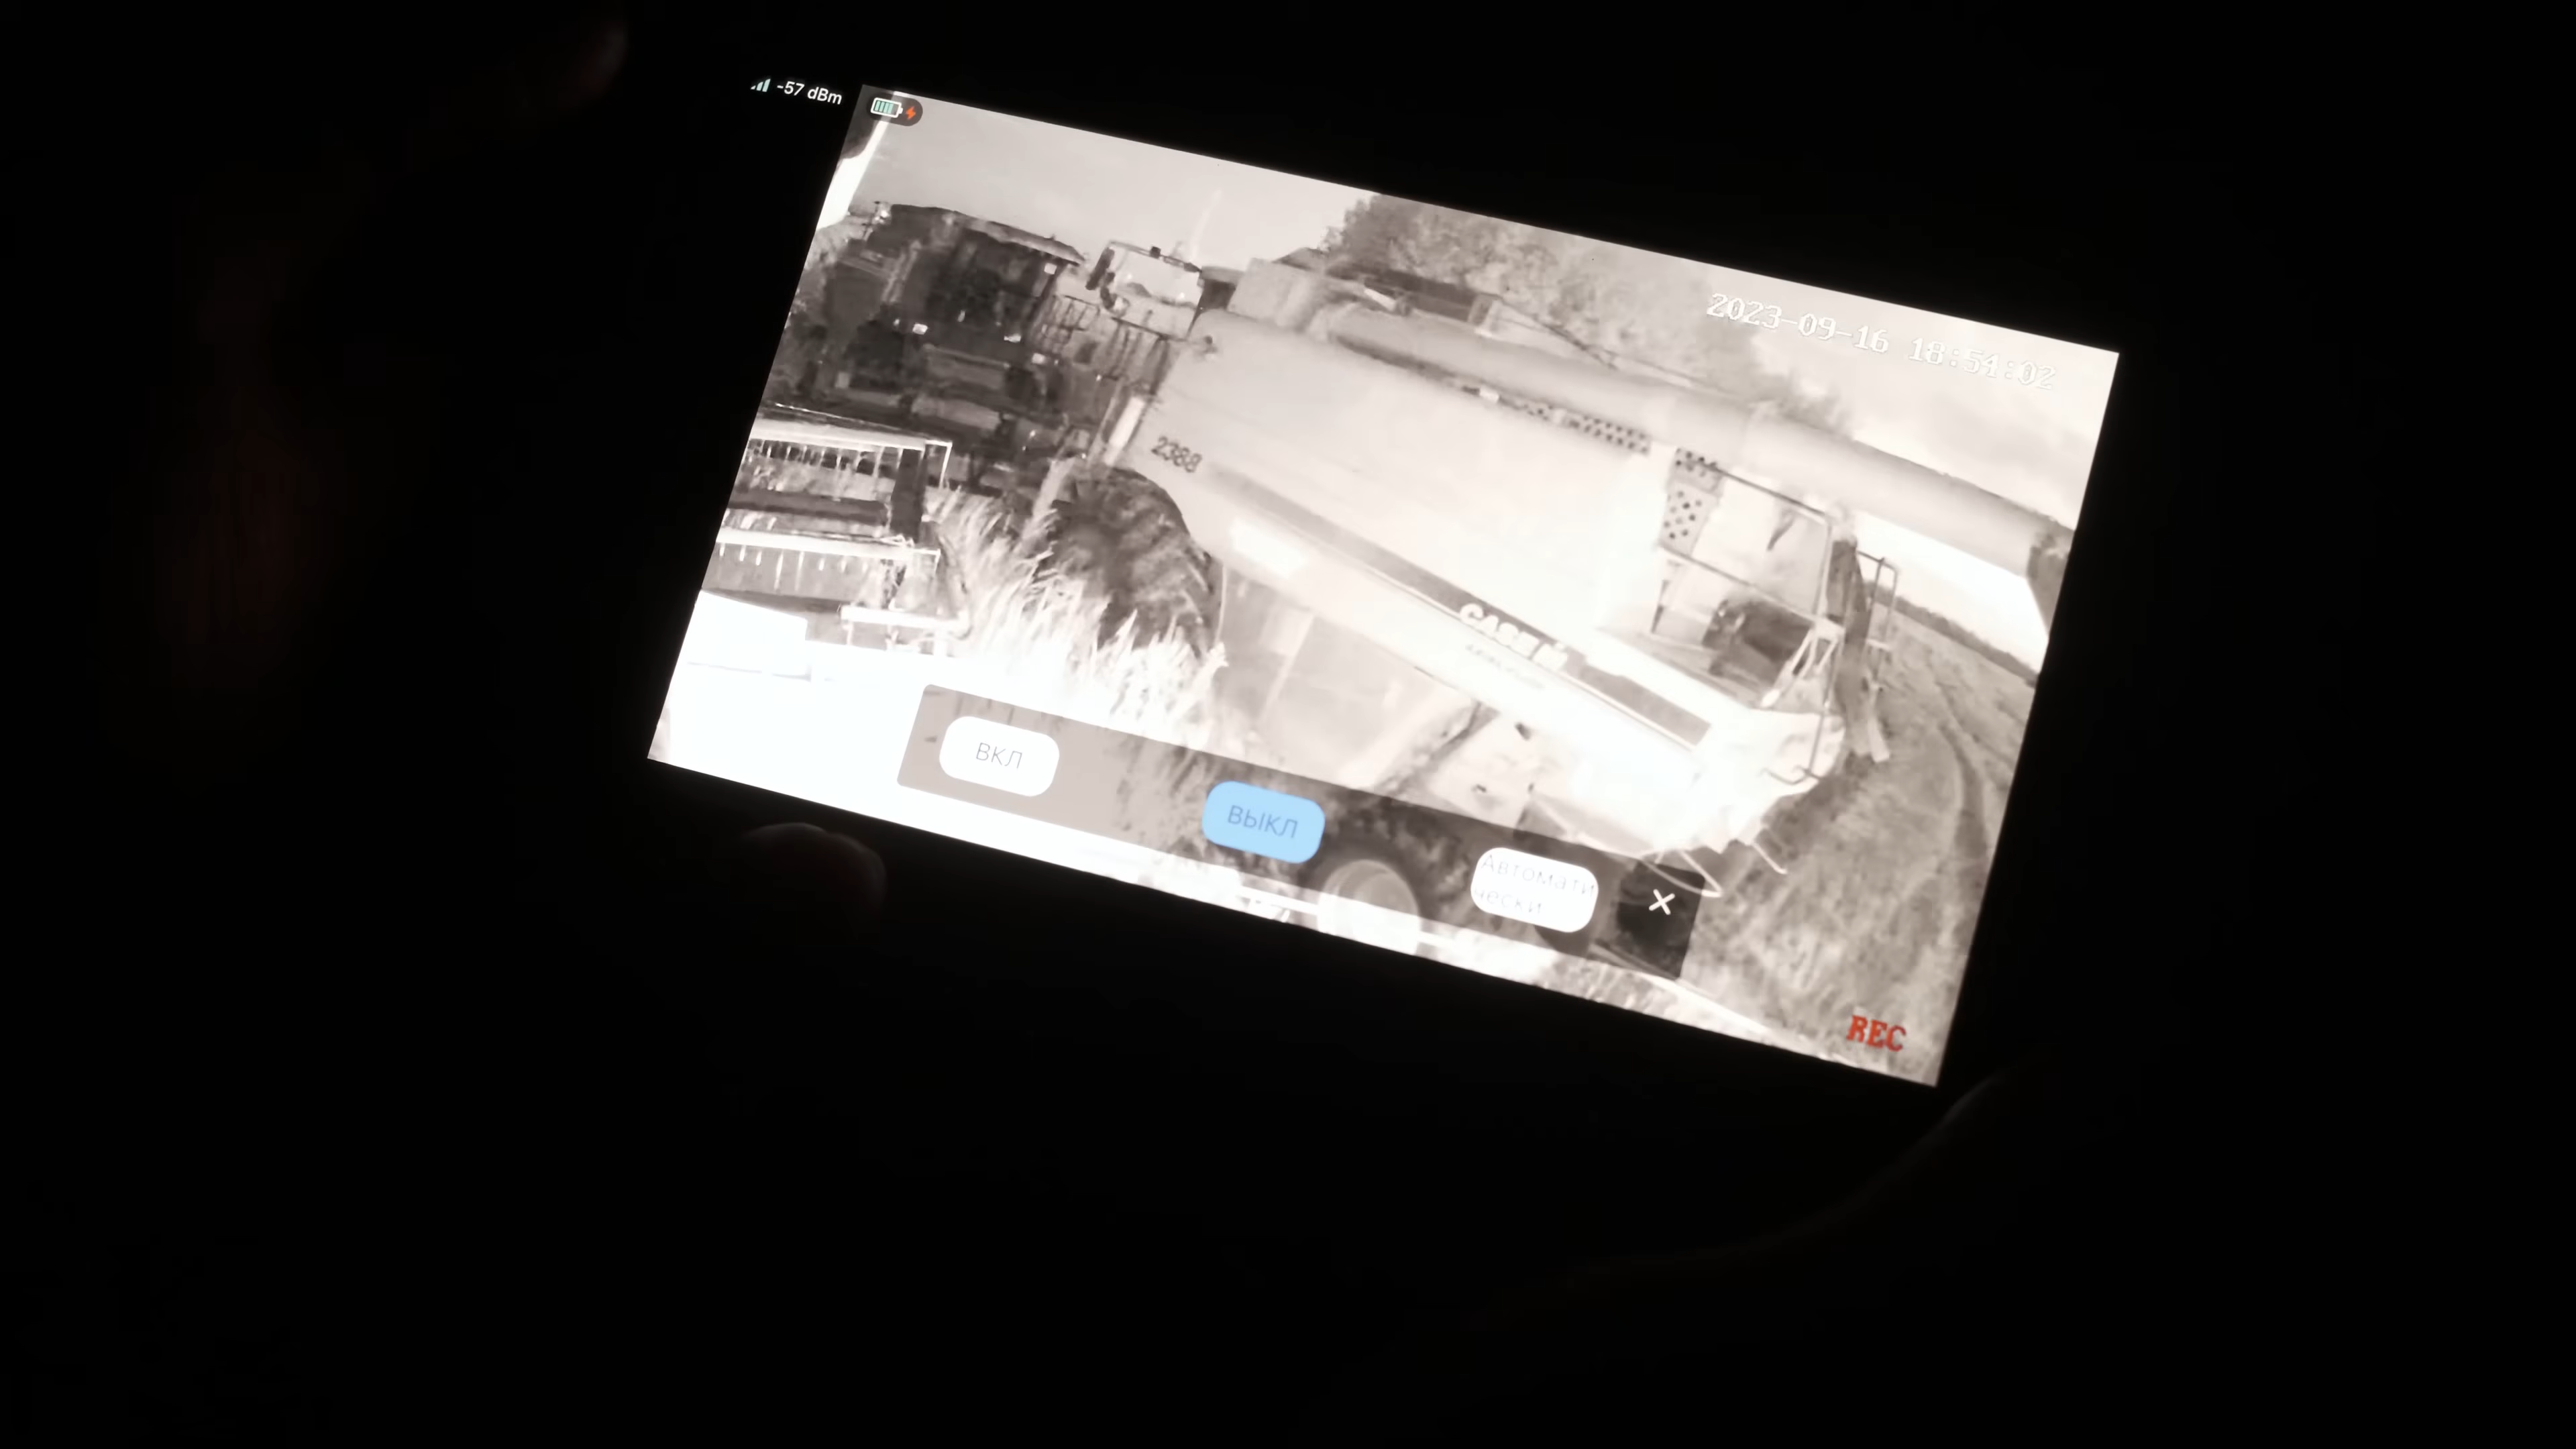 -57 dBm
2023-09-16 18:54:02
2388
CASE IH
ВКЛ
ВЫКЛ
Автомати
чески
REC